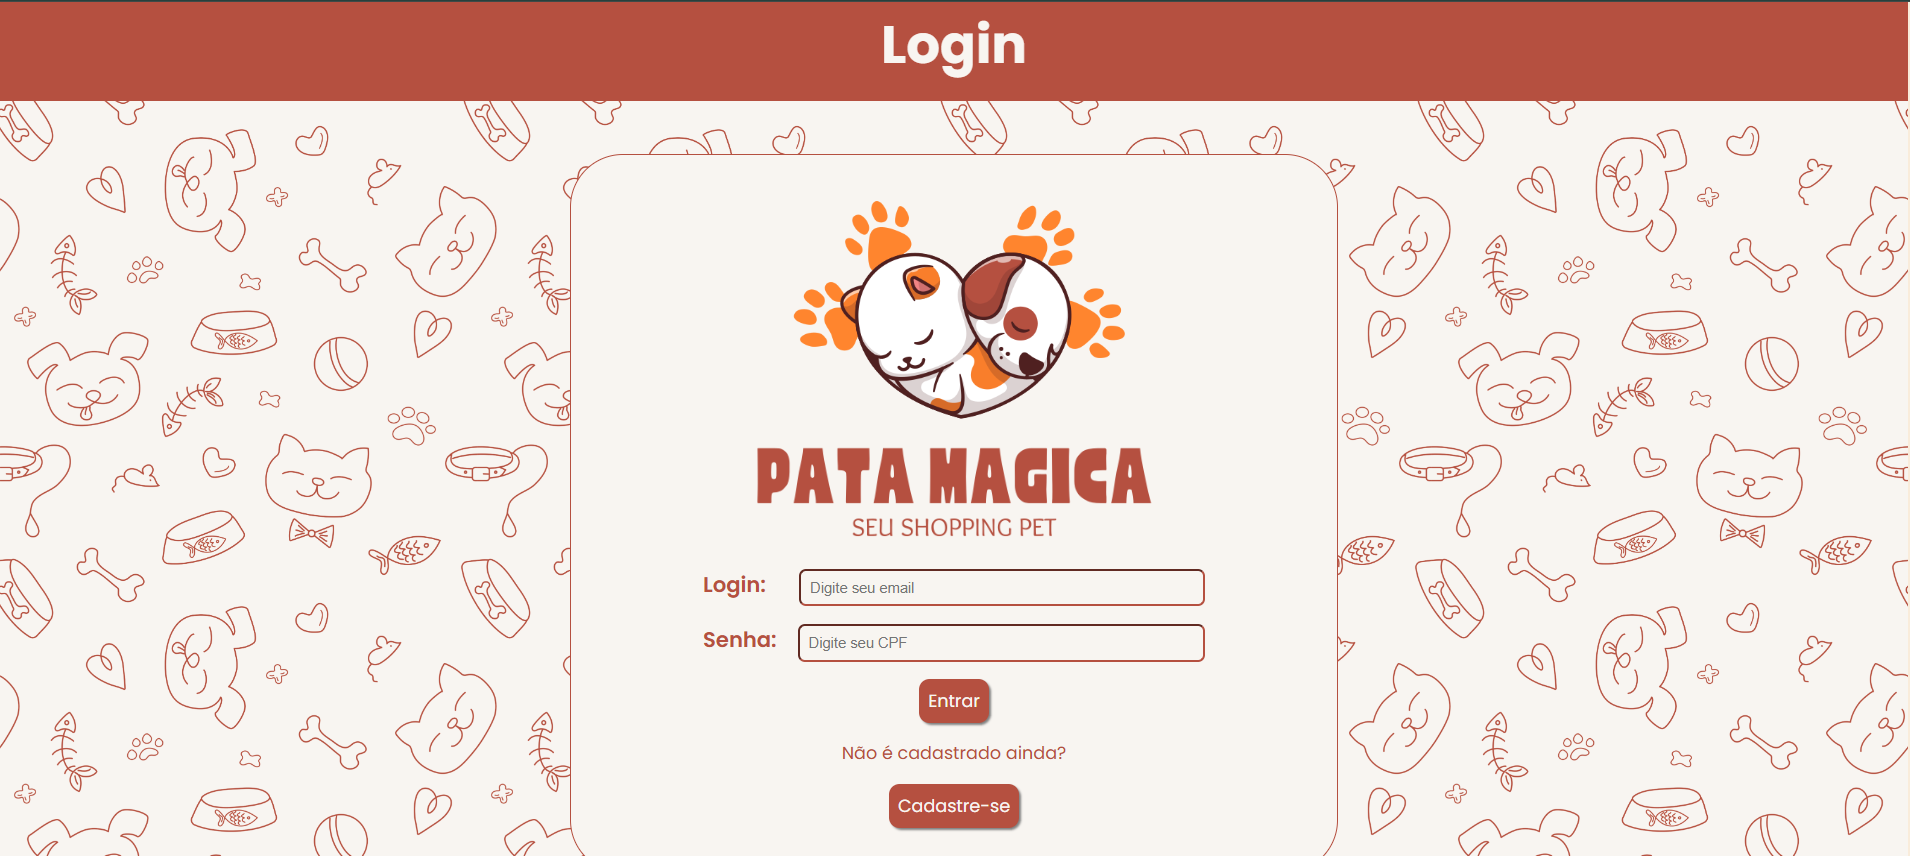 Login
PATA MAGICA
SEU SHOPPING PET
Login: Digite seu email
Senha: Digite seu CPF
Entrar
Não é cadastrado ainda?
Cadastre-se